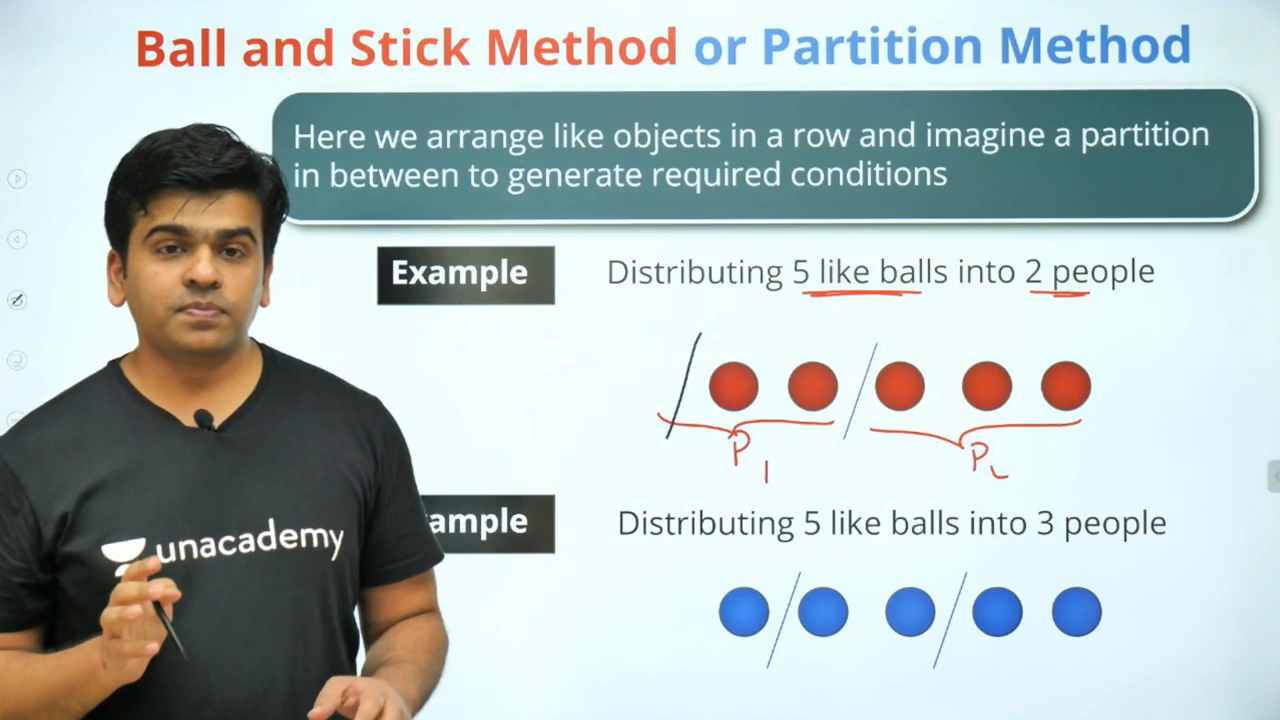 Ball and Stick Method or Partition Method
Here we arrange like objects in a row and imagine a partition
in between to generate required conditions
Example
Distributing 5 like balls into 2 people
P1
P2
unacademy
ample
Distributing 5 like balls into 3 people